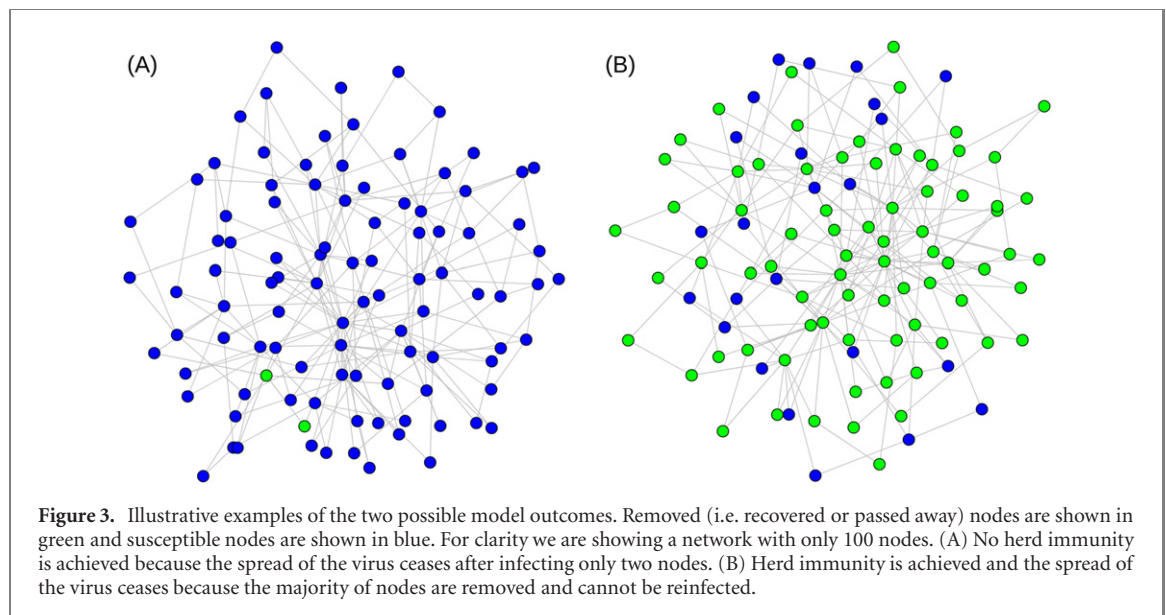 (A)
(B)
Figure 3. Illustrative examples of the two possible model outcomes. Removed (i.e. recovered or passed away) nodes are shown in
green and susceptible nodes are shown in blue. For clarity we are showing a network with only 100 nodes. (A) No herd immunity
is achieved because the spread of the virus ceases after infecting only two nodes. (B) Herd immunity is achieved and the spread of
the virus ceases because the majority of nodes are removed and cannot be reinfected.